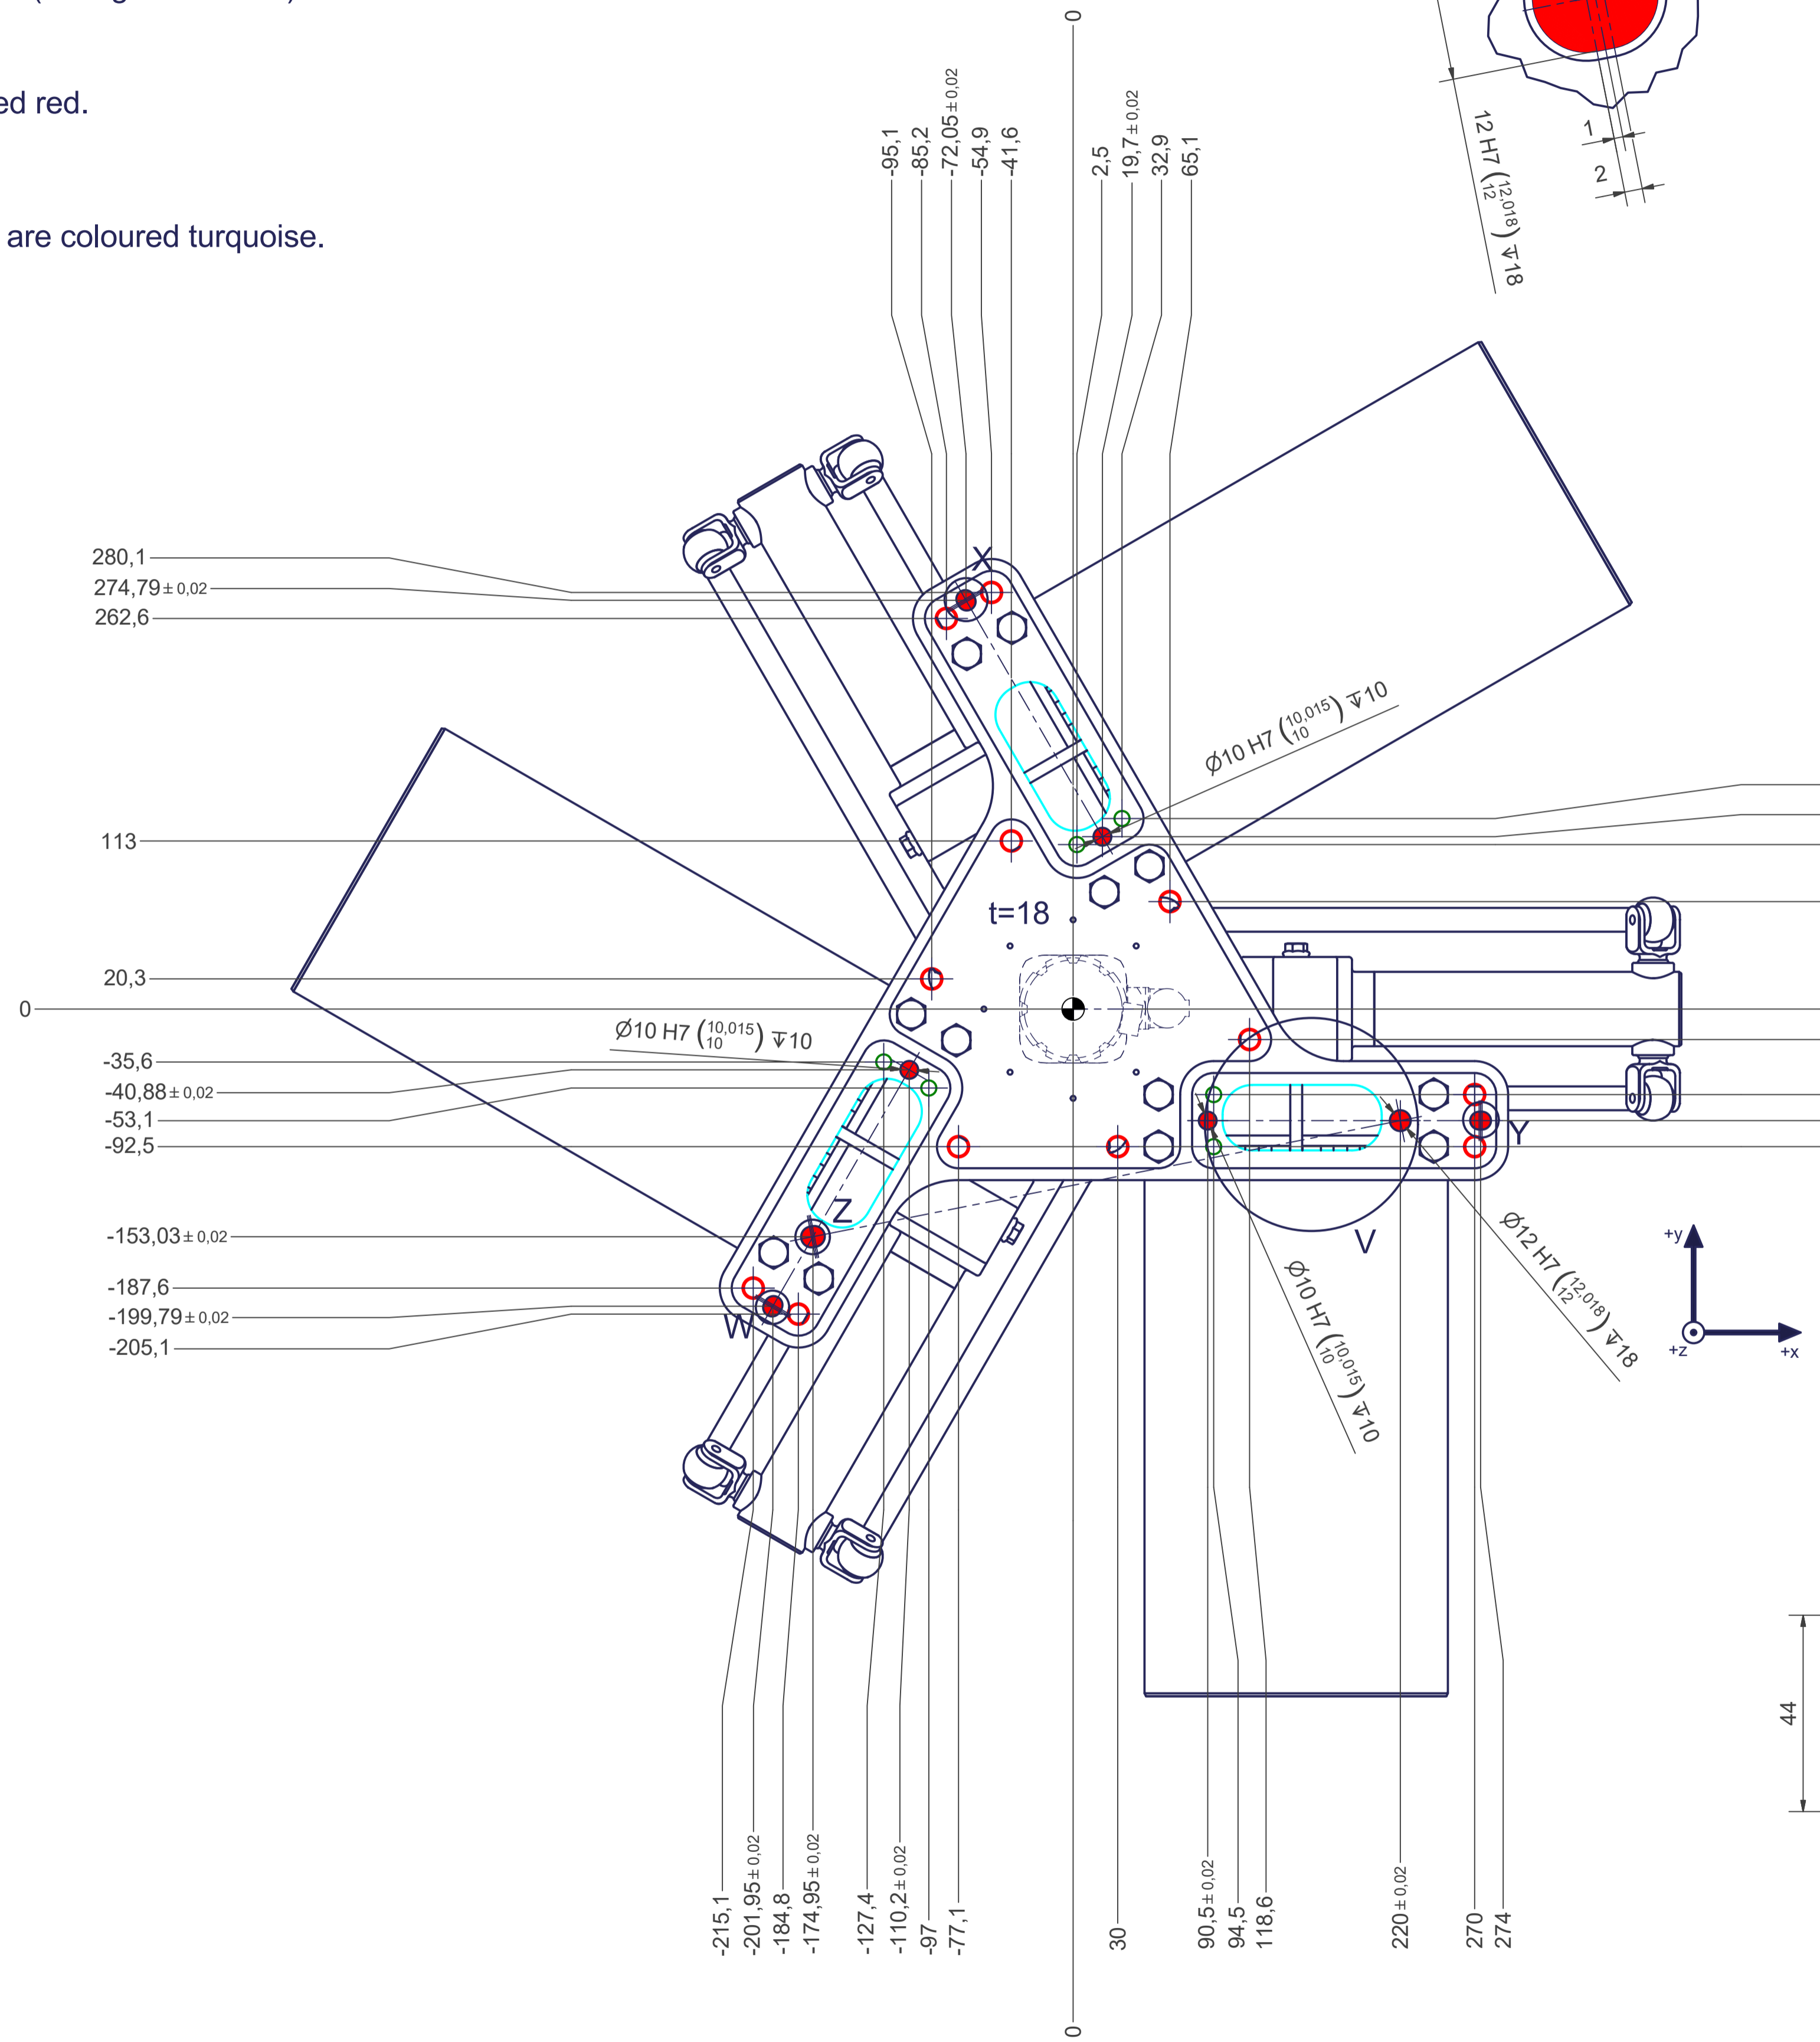 ed red.
are coloured turquoise.
0
-95,1
-85,2
-72,05±0,02
-54,9
-41,6
2,5
19,7±0,02
32,9
65,1
12 H7 (12,018 12) ↧18
1
2
280,1
274,79±0,02
262,6
113
20,3
0
-35,6
-40,88±0,02
-53,1
-92,5
-153,03±0,02
-187,6
-199,79±0,02
-205,1
X
Ø10 H7 (10,015 10) ↧10
t=18
Ø10 H7 (10,015 10) ↧10
Z
W
Y
V
Ø12 H7 (12,018 12) ↧18
Ø10 H7 (10,015 10) ↧10
+y
+z
+x
44
-215,1
-201,95±0,02
-184,8
-174,95±0,02
-127,4
-110,2±0,02
-97
-77,1
30
90,5±0,02
94,5
118,6
220±0,02
270
274
0